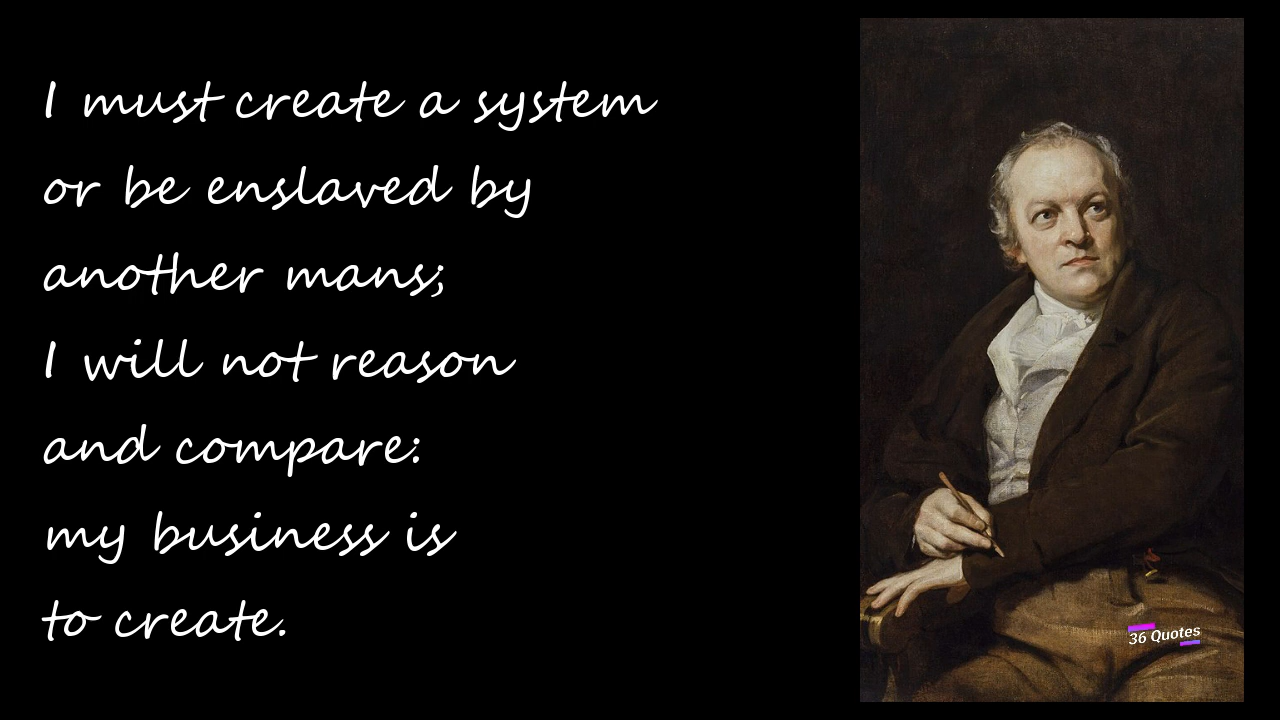 I must create a system
or be enslaved by
another mans;
I will not reason
and compare:
my business is
to create.
36 Quotes